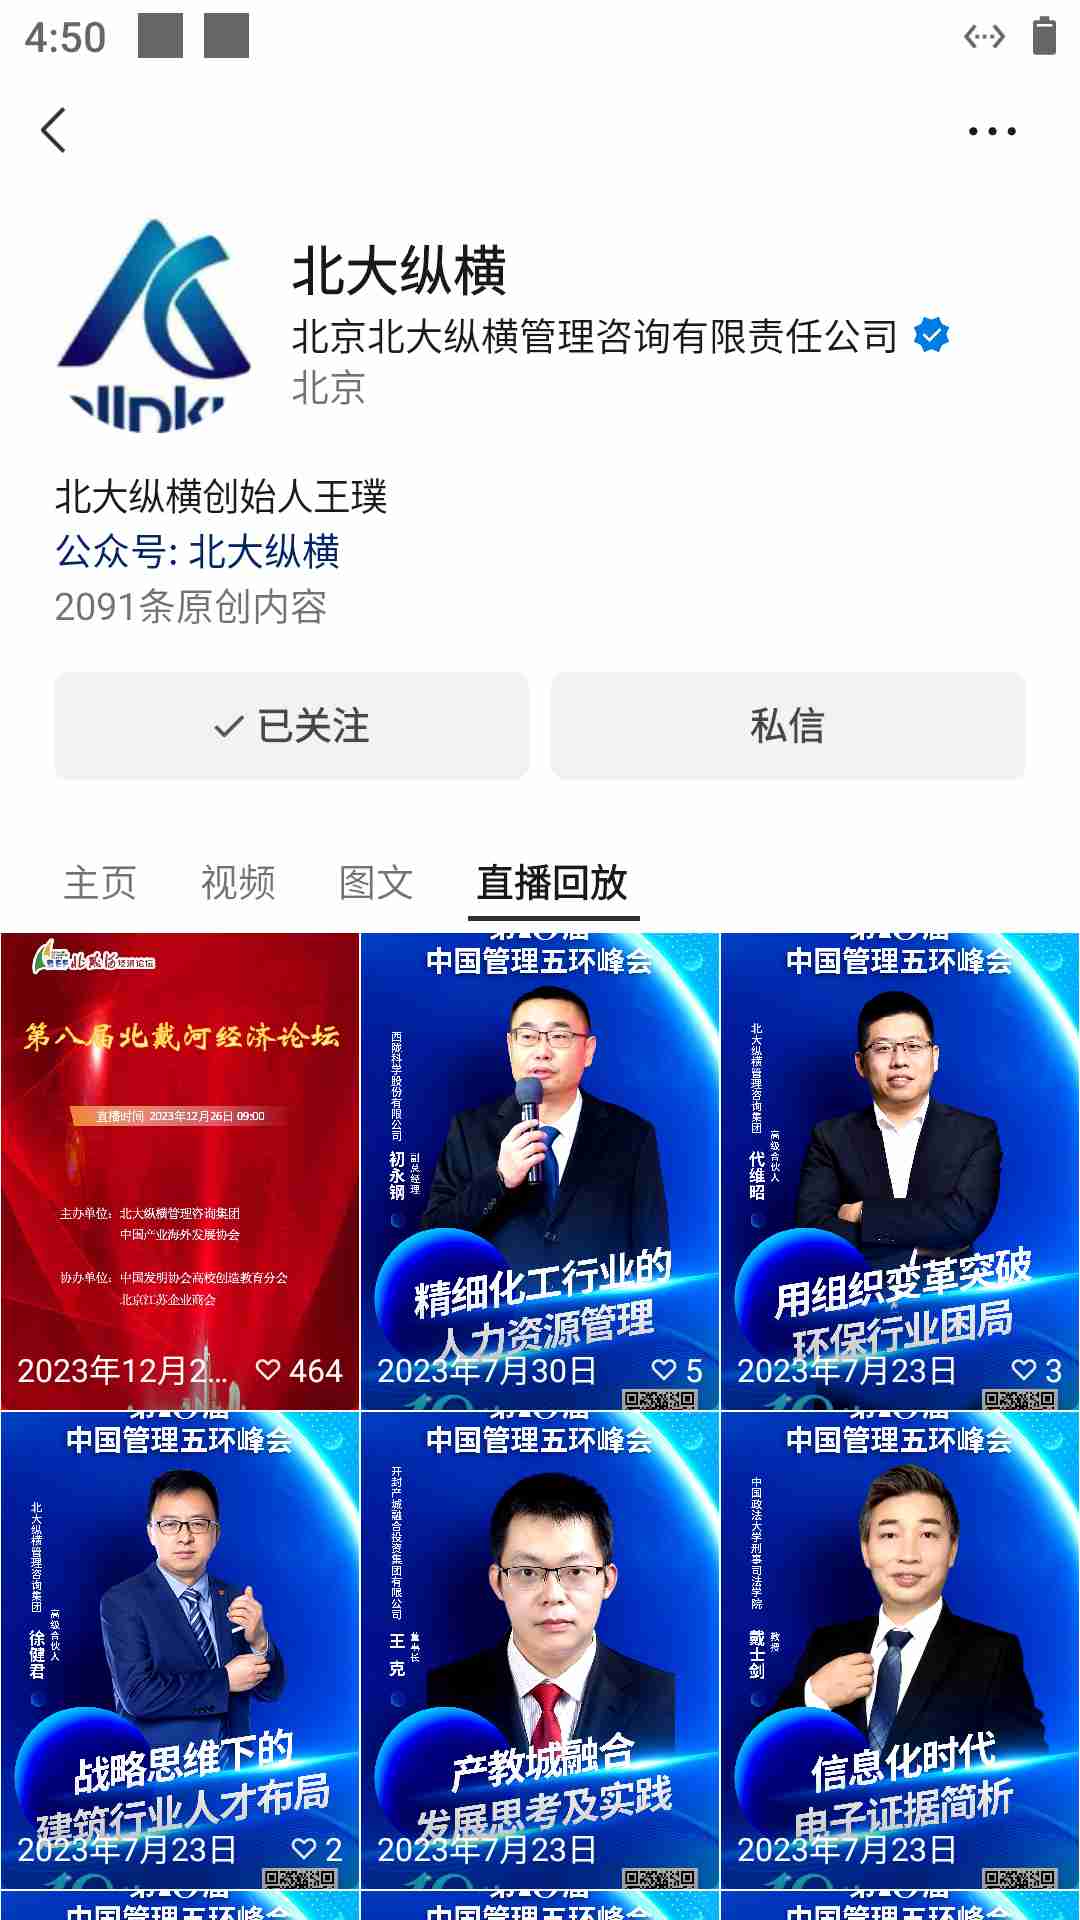 4:50
北大纵横
北京北大纵横管理咨询有限责任公司
北京
北大纵横创始人王璞
公众号: 北大纵横
2091条原创内容
已关注
私信
主页
视频
图文
直播回放
第八届北戴河经济论坛
直播时间 2023年12月26日 09:00
主办单位: 北大纵横管理咨询集团
中国产业海外发展协会
协办单位: 中国发明协会高校创造教育分会
北京江苏企业商会
2023年12月2...
464
中国管理五环峰会
西陇科学股份有限公司
副总经理
初永钢
精细化工行业的
人力资源管理
2023年7月30日
5
中国管理五环峰会
北大纵横管理咨询集团
高级合伙人
代维昭
用组织变革突破
环保行业困局
2023年7月23日
3
中国管理五环峰会
北大纵横管理咨询集团
高级合伙人
徐健君
战略思维下的
建筑行业人才布局
2023年7月23日
2
中国管理五环峰会
开封产城融合投资集团有限公司
董事长
王克
产教城融合
发展思考及实践
2023年7月23日
中国管理五环峰会
中国政法大学刑事司法学院
教授
戴士剑
信息化时代
电子证据简析
2023年7月23日
中国管理五环峰会
中国管理五环峰会
中国管理五环峰会